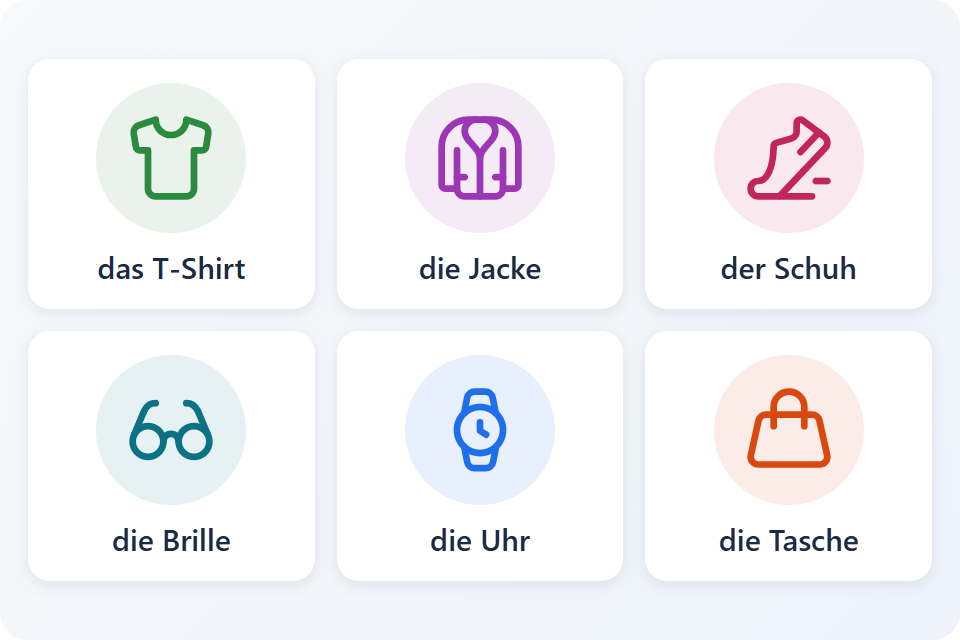 das T-Shirt
die Jacke
der Schuh
die Brille
die Uhr
die Tasche